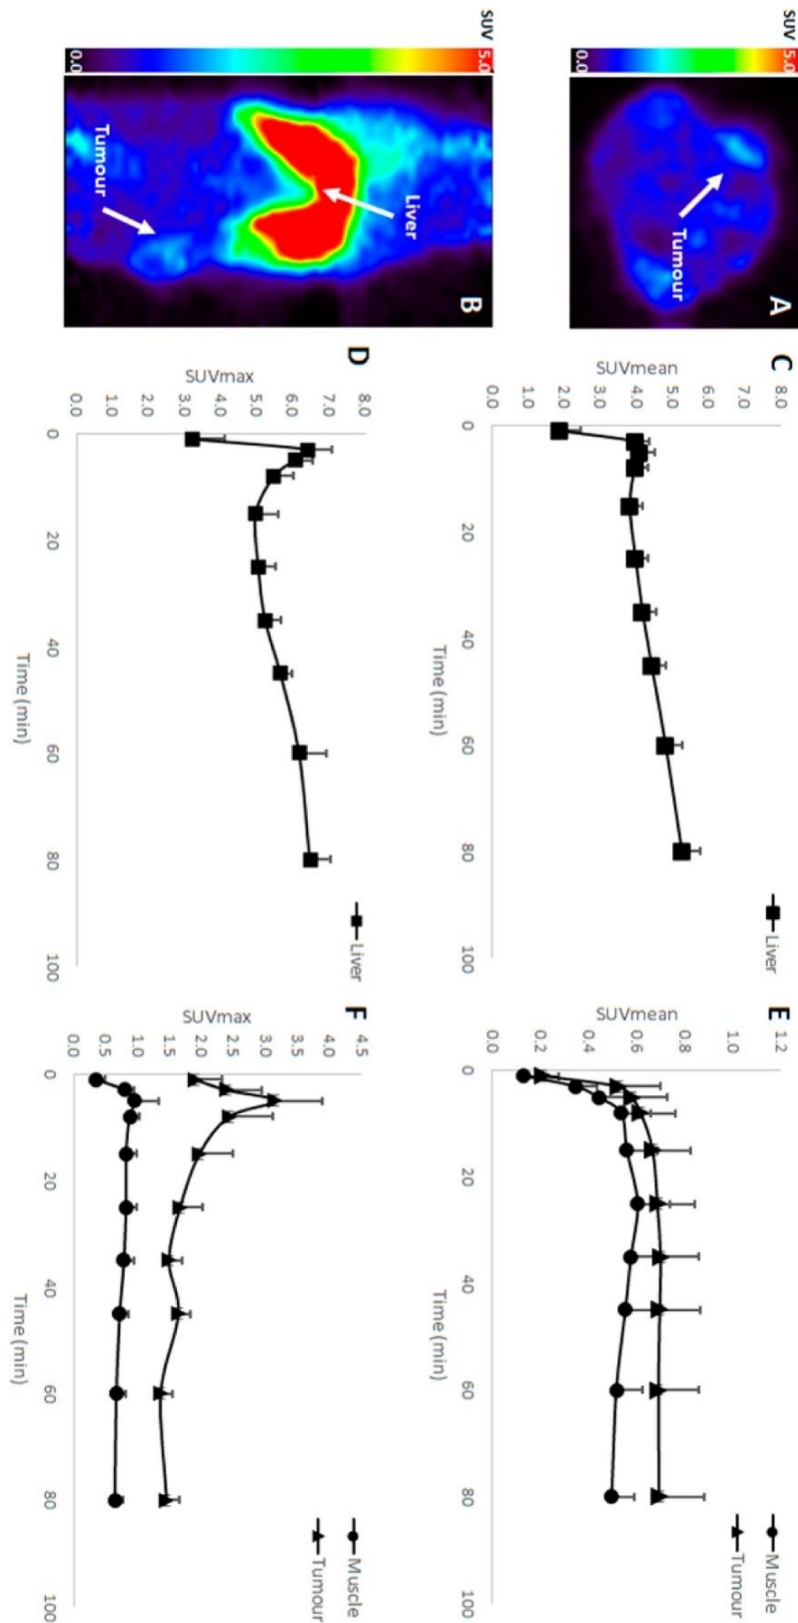 SUV
5.0
0.0
A
Tumour
SUV
5.0
0.0
B
Liver
Tumour
C
SUVmean
8.0
7.0
6.0
5.0
4.0
3.0
2.0
1.0
0.0
0
20
40
60
80
100
Time (min)
Liver
D
SUVmax
8.0
7.0
6.0
5.0
4.0
3.0
2.0
1.0
0.0
0
20
40
60
80
100
Time (min)
Liver
E
SUVmean
1.2
1.0
0.8
0.6
0.4
0.2
0.0
0
20
40
60
80
100
Time (min)
Muscle
Tumour
F
SUVmax
4.5
4.0
3.5
3.0
2.5
2.0
1.5
1.0
0.5
0.0
0
20
40
60
80
100
Time (min)
Muscle
Tumour